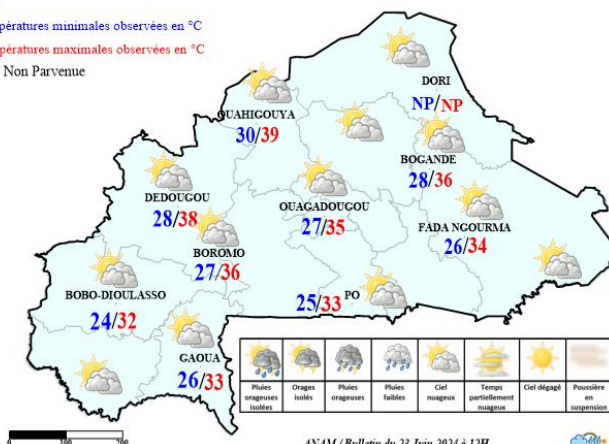 pératures minimales observées en °C
pératures maximales observées en °C
Non Parvenue
DORI
NP/NP
OUAHIGOUYA
30/39
BOGANDE
28/36
DEDOUGOU
28/38
OUAGADOUGOU
27/35
FADA NGOURMA
26/34
BOROMO
27/36
BOBO-DIOULASSO
24/32
PO
25/33
GAOUA
26/33
Pluies orageuses isolées
Orages isolés
Pluies orageuses
Pluies faibles
Ciel nuageux
Temps partiellement nuageux
Ciel dégagé
Poussière en suspension
ANAM / Bulletin du 23 Juin 2024 à 12H